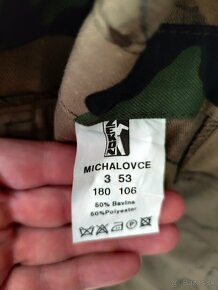 MICHALOVCE
3 53
180 106
50% Bavlna
50% Polyester